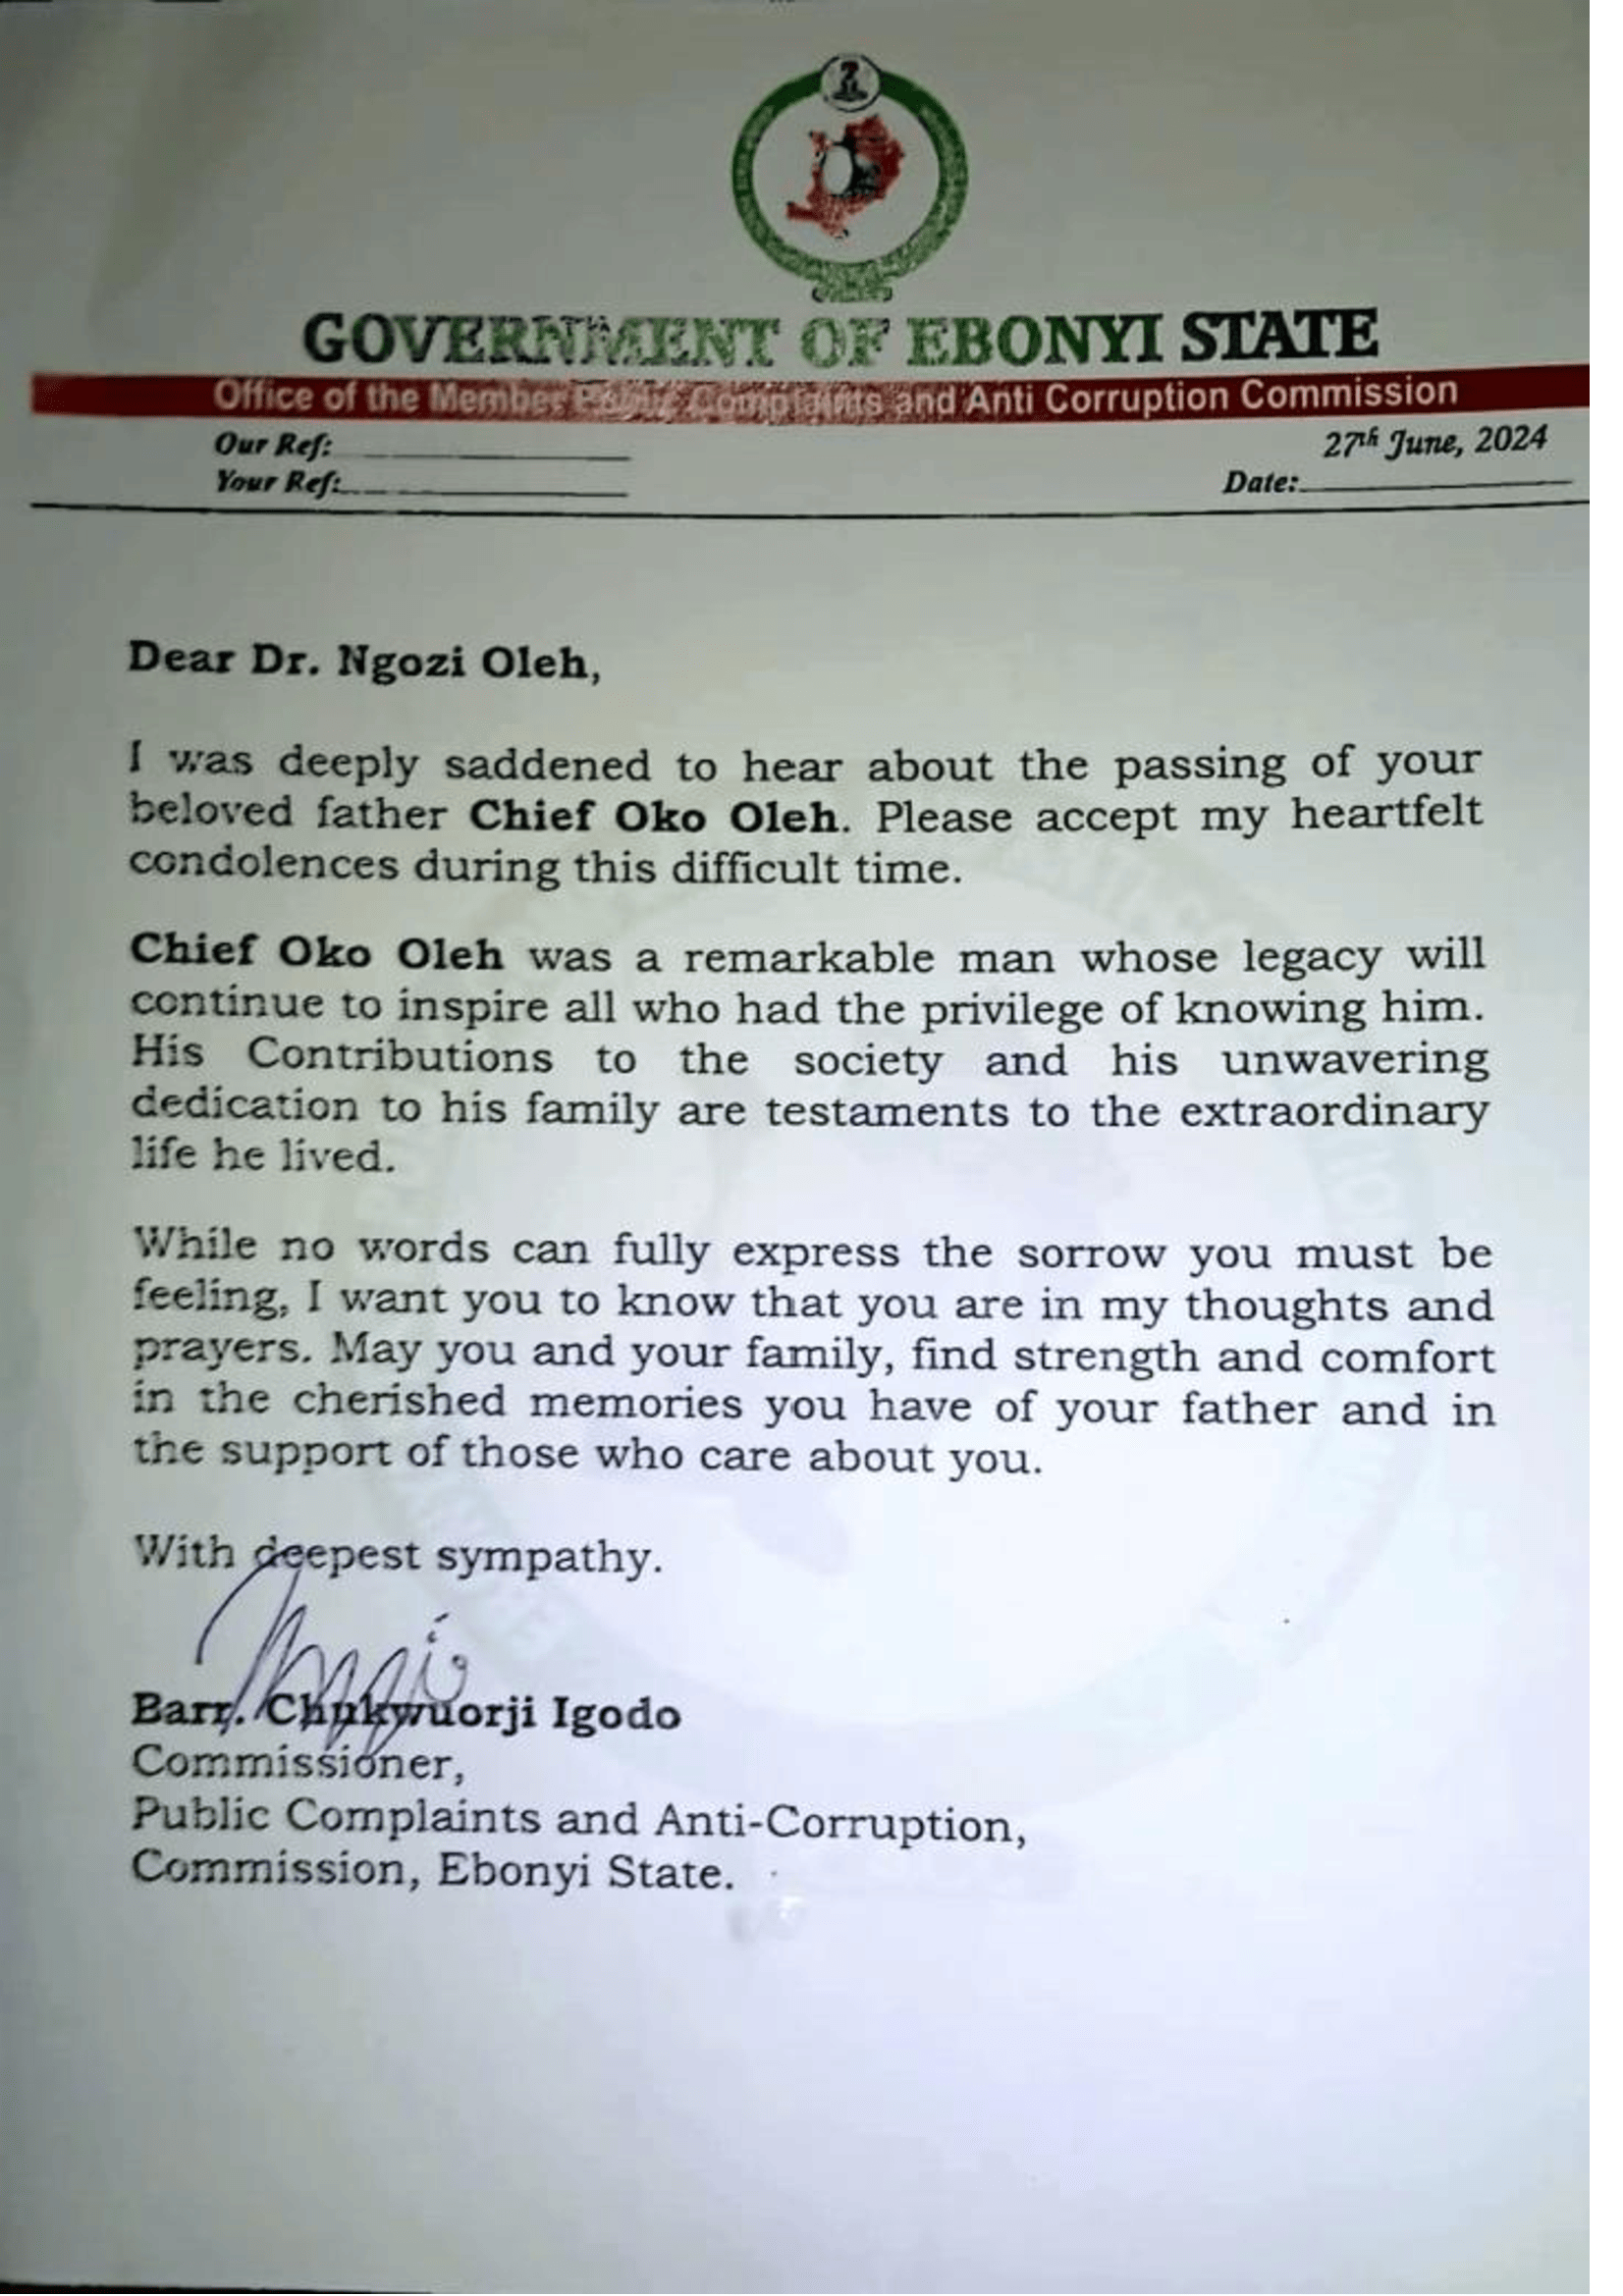 GOVERNMENT OF EBONYI STATE
Office of the Member Public Complaints and Anti Corruption Commission
Our Ref:
Your Ref:
27th June, 2024
Date:
Dear Dr. Ngozi Oleh,
I was deeply saddened to hear about the passing of your
beloved father Chief Oko Oleh. Please accept my heartfelt
condolences during this difficult time.
Chief Oko Oleh was a remarkable man whose legacy will
continue to inspire all who had the privilege of knowing him.
His Contributions to the society and his unwavering
dedication to his family are testaments to the extraordinary
life he lived.
While no words can fully express the sorrow you must be
feeling, I want you to know that you are in my thoughts and
prayers. May you and your family, find strength and comfort
in the cherished memories you have of your father and in
the support of those who care about you.
With deepest sympathy.
Barr. Chukwuorji Igodo
Commissioner,
Public Complaints and Anti-Corruption,
Commission, Ebonyi State.